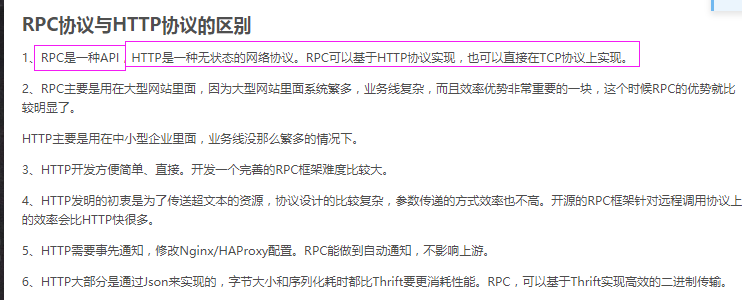 RPC协议与HTTP协议的区别
1、RPC是一种API，HTTP是一种无状态的网络协议。RPC可以基于HTTP协议实现，也可以直接在TCP协议上实现。
2、RPC主要是用在大型网站里面，因为大型网站里面系统繁多，业务线复杂，而且效率优势非常重要的一块，这个时候RPC的优势就比
较明显了。
HTTP主要是用在中小型企业里面，业务线没那么繁多的情况下。
3、HTTP开发方便简单、直接。开发一个完善的RPC框架难度比较大。
4、HTTP发明的初衷是为了传送超文本的资源，协议设计的比较复杂，参数传递的方式效率也不高。开源的RPC框架针对远程调用协议上
的效率会比HTTP快很多。
5、HTTP需要事先通知，修改Nginx/HAProxy配置。RPC能做到自动通知，不影响上游。
6、HTTP大部分是通过Json来实现的，字节大小和序列化耗时都比Thrift要更消耗性能。RPC，可以基于Thrift实现高效的二进制传输。